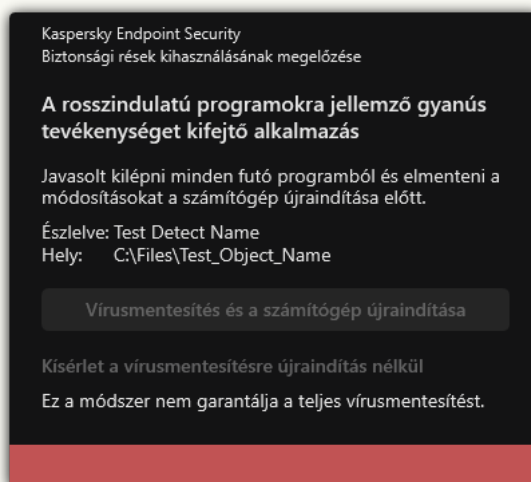 Kaspersky Endpoint Security
Biztonsági rések kihasználásának megelőzése
A rosszindulatú programokra jellemző gyanús
tevékenységet kifejtő alkalmazás
Javasolt kilépni minden futó programból és elmenteni a
módosításokat a számítógép újraindítása előtt.
Észlelve: Test Detect Name
Hely: C:\Files\Test_Object_Name
Vírusmentesítés és a számítógép újraindítása
Kísérlet a vírusmentesítésre újraindítás nélkül
Ez a módszer nem garantálja a teljes vírusmentesítést.